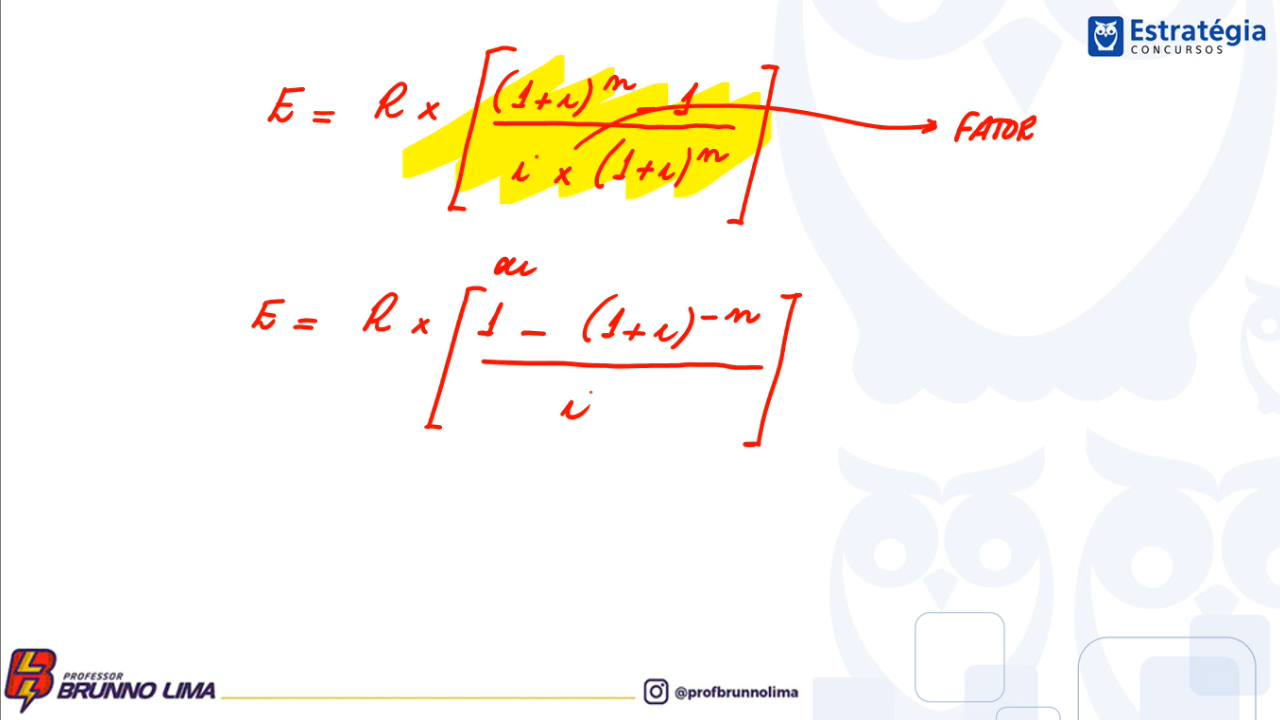 Estratégia
CONCURSOS
E = R × [ (1+i)^n - 1 / i × (1+i)^n ] → FATOR
ou
E = R × [ 1 - (1+i)^-n / i ]
PROFESSOR
BRUNNO LIMA
@profbrunnolima